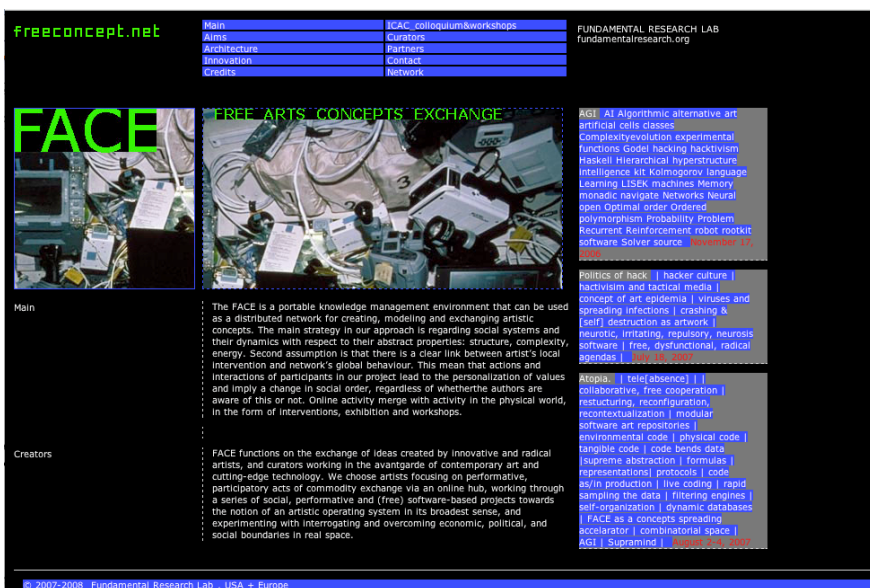 freeconcept.net
Main
ICAC_colloquium&workshops
Aims
Curators
Architecture
Partners
Innovation
Contact
Credits
Network
FUNDAMENTAL RESEARCH LAB
fundamentalresearch.org
FACE
FREE ARTS CONCEPTS EXCHANGE
AGI AI Algorithmic alternative art
artificial cells classes
Complexityevolution experimental
functions Godel hacking hacktivism
Haskell Hierarchical hyperstructure
intelligence kit Kolmogorov language
Learning LISEK machines Memory
monadic navigate Networks Neural
open Optimal order Ordered
polymorphism Probability Problem
Recurrent Reinforcement robot rootkit
software Solver source November 17,
2008
Politics of hack | hacker culture |
hactivisim and tactical media |
concept of art epidemia | viruses and
spreading infections | crashing &
[self] destruction as artwork |
neurotic, irritating, repulsory, neurosis
software | free, dysfunctional, radical
agendas | July 18, 2007
Atopia. | tele[absence] | |
collaborative, free cooperation |
restucturing, reconfiguration,
recontextualization | modular
software art repositories |
environmental code | physical code |
tangible code | code bends data
|supreme abstraction | formulas |
representations| protocols | code
as/in production | live coding | rapid
sampling the data | filtering engines |
self-organization | dynamic databases
| FACE as a concepts spreading
accelarator | combinatorial space |
AGI | Supramind | August 2-4, 2007
Main
The FACE is a portable knowledge management environment that can be used
as a distributed network for creating, modeling and exchanging artistic
concepts. The main strategy in our approach is regarding social systems and
their dynamics with respect to their abstract properties: structure, complexity,
energy. Second assumption is that there is a clear link between artist's local
intervention and network's global behaviour. This mean that actions and
interactions of participants in our project lead to the personalization of values
and imply a change in social order, regardless of whetherthe authors are
aware of this or not. Online activity merge with activity in the physical world,
in the form of interventions, exhibition and workshops.
Creators
FACE functions on the exchange of ideas created by innovative and radical
artists, and curators working in the avantgarde of contemporary art and
cutting-edge technology. We choose artists focusing on performative,
participatory acts of commodity exchange via an online hub, working through
a series of social, performative and (free) software-based projects towards
the notion of an artistic operating system in its broadest sense, and
experimenting with interrogating and overcoming economic, political, and
social boundaries in real space.
© 2007-2008 Fundamental Research Lab . USA + Europe